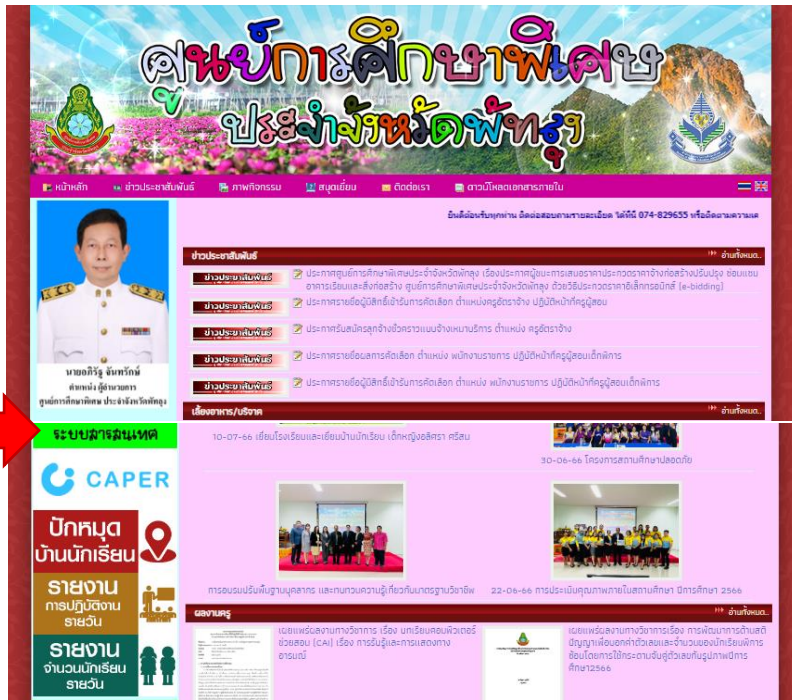 ศูนย์การศึกษาพิเศษ
ประจำจังหวัดพัทลุง
หน้าหลัก
ข่าวประชาสัมพันธ์
ภาพกิจกรรม
สมุดเยี่ยม
ติดต่อเรา
ดาวน์โหลดเอกสารภายใน
ยินดีต้อนรับทุกท่าน ติดต่อสอบถามรายละเอียด ได้ที่นี่ 074-829655 หรือติดตามความเค
ข่าวประชาสัมพันธ์
อ่านทั้งหมด..
ข่าวประชาสัมพันธ์
ประกาศศูนย์การศึกษาพิเศษประจำจังหวัดพัทลุง เรื่องประกาศผู้ชนะการเสนอราคาประกวดราคาจ้างก่อสร้างปรับปรุง ซ่อมแซม
อาคารเรียนและสิ่งก่อสร้าง ศูนย์การศึกษาพิเศษประจำจังหวัดพัทลุง ด้วยวิธีประกวดราคาอิเล็กทรอนิกส์ (e-bidding)
ข่าวประชาสัมพันธ์
ประกาศรายชื่อผู้มีสิทธิ์เข้ารับการคัดเลือก ตำแหน่งครูอัตราจ้าง ปฏิบัติหน้าที่ครูผู้สอน
ข่าวประชาสัมพันธ์
ประกาศรับสมัครลูกจ้างชั่วคราวแบบจ้างเหมาบริการ ตำแหน่ง ครูอัตราจ้าง
ข่าวประชาสัมพันธ์
ประกาศรายชื่อผลการคัดเลือก ตำแหน่ง พนักงานราชการ ปฏิบัติหน้าที่ครูผู้สอนเด็กพิการ
ข่าวประชาสัมพันธ์
ประกาศรายชื่อผู้มีสิทธิ์เข้ารับการคัดเลือก ตำแหน่ง พนักงานราชการ ปฏิบัติหน้าที่ครูผู้สอนเด็กพิการ
นายอภิรัฐ จันทรักษ์
ตำแหน่ง ผู้อำนวยการ
ศูนย์การศึกษาพิเศษ ประจำจังหวัดพัทลุง
เลี้ยงอาหาร/บริจาค
อ่านทั้งหมด..
ระบบสารสนเทศ
10-07-66 เยี่ยมโรงเรียนและเยี่ยมบ้านนักเรียน เด็กหญิงอลิศรา ศรีสม
30-06-66 โครงการสถานศึกษาปลอดภัย
CAPER
ปักหมุด
บ้านนักเรียน
รายงาน
การปฏิบัติงาน
รายวัน
รายงาน
จำนวนนักเรียน
รายวัน
การอบรมปรับพื้นฐานบุคลากร และทบทวนความรู้เกี่ยวกับมาตรฐานวิชาชีพ
22-06-66 การประเมินคุณภาพภายในสถานศึกษา ปีการศึกษา 2566
ผลงานครู
อ่านทั้งหมด..
เผยแพร่ผลงานทางวิชาการ เรื่อง บทเรียนคอมพิวเตอร์
ช่วยสอน (CAI) เรื่อง การรับรู้และการแสดงทาง
อารมณ์
เผยแพร่ผลงานทางวิชาการเรื่อง การพัฒนาการด้านสติ
ปัญญาเพื่อบอกค่าตัวเลขและจำนวนของนักเรียนพิการ
ซ้อนโดยการใช้กระดานจับคู่ตัวเลขกับรูปภาพปีการ
ศึกษา2566